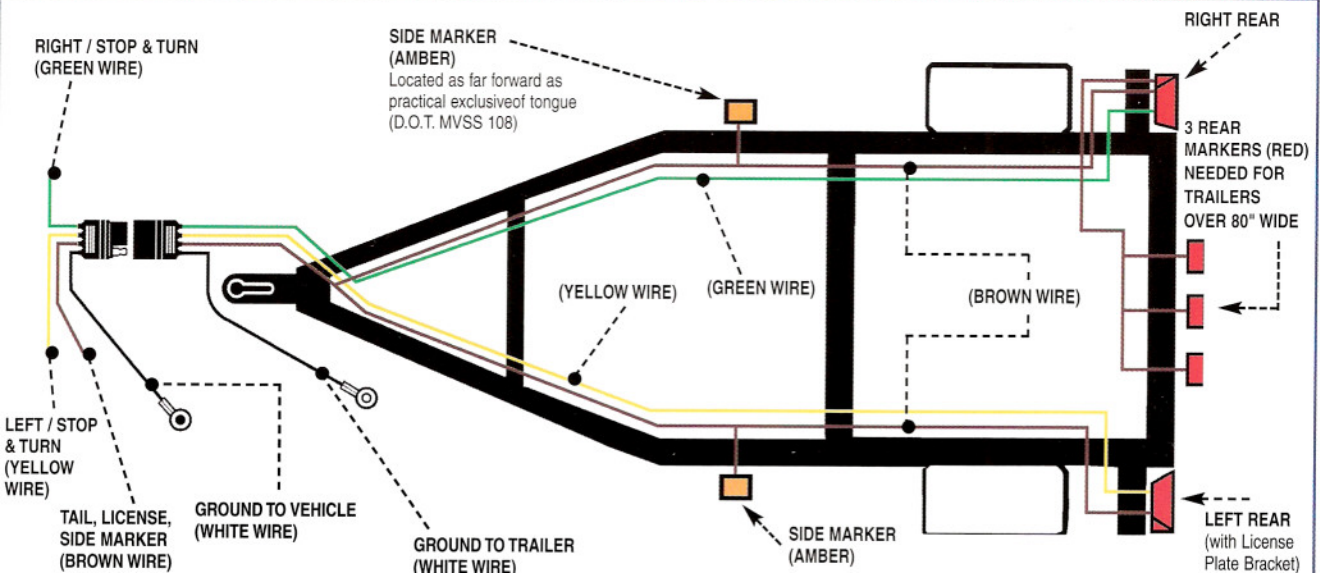 RIGHT / STOP & TURN
(GREEN WIRE)
SIDE MARKER
(AMBER)
Located as far forward as
practical exclusiveof tongue
(D.O.T. MVSS 108)
RIGHT REAR
3 REAR
MARKERS (RED)
NEEDED FOR
TRAILERS
OVER 80" WIDE
(YELLOW WIRE)
(GREEN WIRE)
(BROWN WIRE)
LEFT / STOP
& TURN
(YELLOW
WIRE)
TAIL, LICENSE,
SIDE MARKER
(BROWN WIRE)
GROUND TO VEHICLE
(WHITE WIRE)
GROUND TO TRAILER
(WHITE WIRE)
SIDE MARKER
(AMBER)
LEFT REAR
(with License
Plate Bracket)